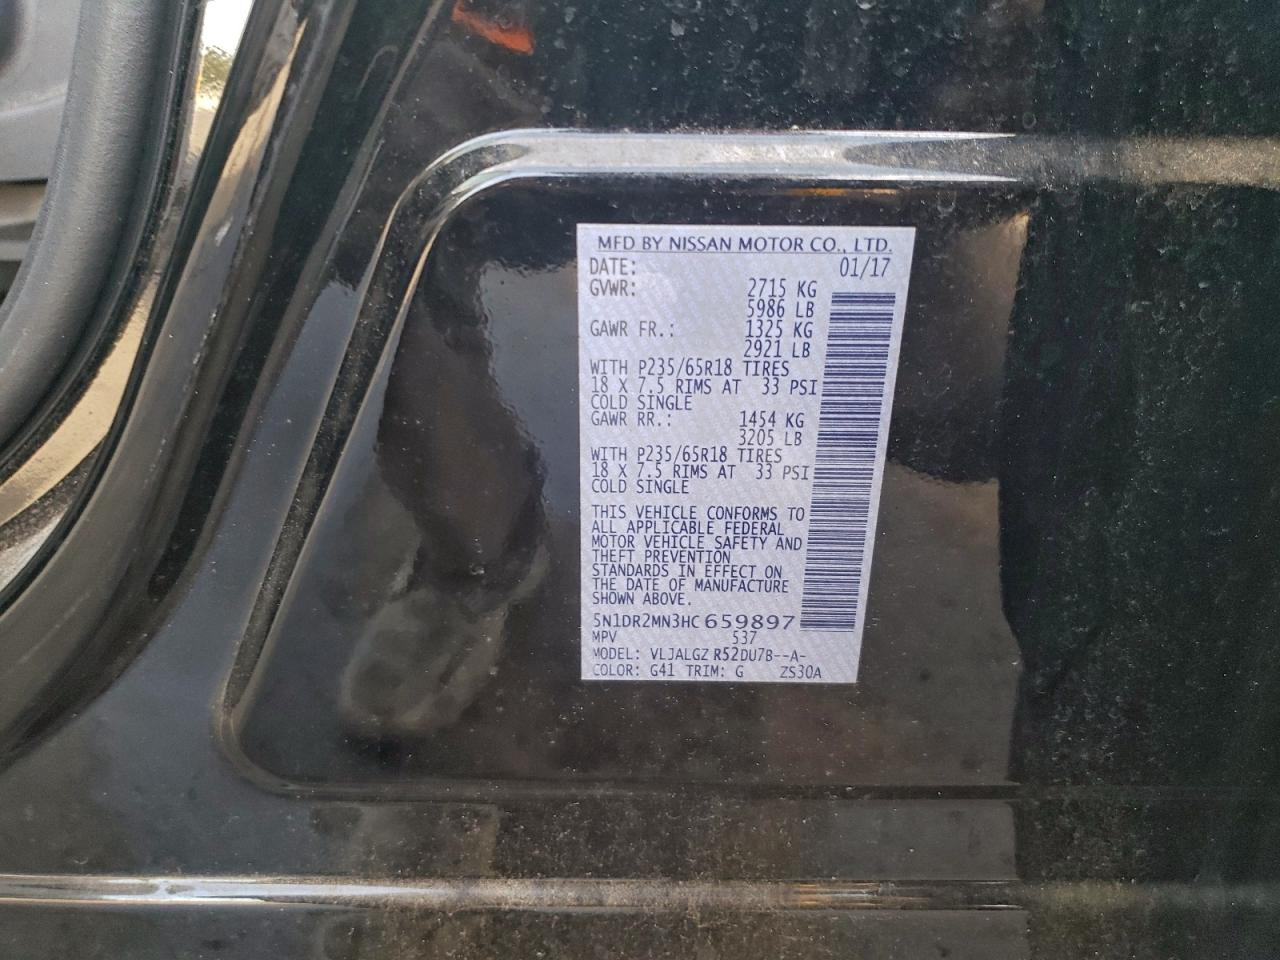 MFD BY NISSAN MOTOR CO., LTD.
DATE: 01/17
GVWR: 2715 KG
5986 LB
GAWR FR.: 1325 KG
2921 LB
WITH P235/65R18 TIRES
18 X 7.5 RIMS AT 33 PSI
COLD SINGLE
GAWR RR.: 1454 KG
3205 LB
WITH P235/65R18 TIRES
18 X 7.5 RIMS AT 33 PSI
COLD SINGLE
THIS VEHICLE CONFORMS TO
ALL APPLICABLE FEDERAL
MOTOR VEHICLE SAFETY AND
THEFT PREVENTION
STANDARDS IN EFFECT ON
THE DATE OF MANUFACTURE
SHOWN ABOVE.
5N1DR2MN3HC659897
MPV 537
MODEL: VLJALGZ R52DU7B--A-
COLOR: G41 TRIM: G ZS30A